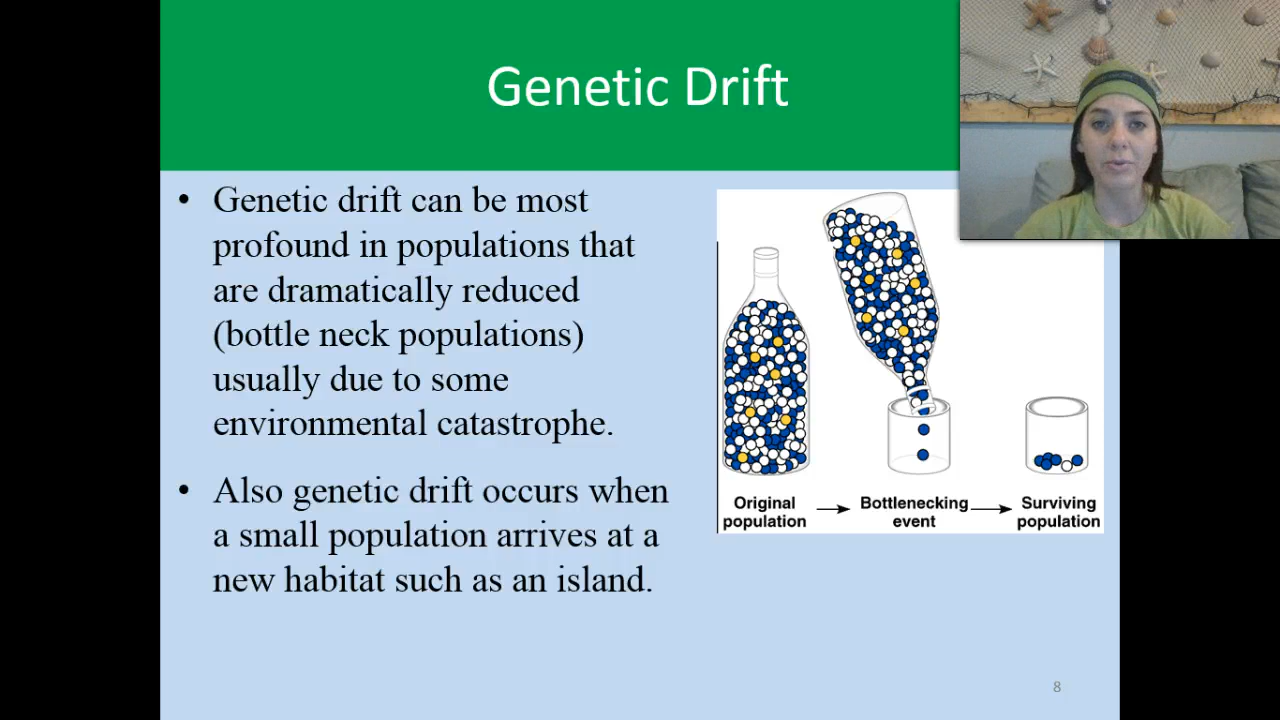 Genetic Drift
• Genetic drift can be most
profound in populations that
are dramatically reduced
(bottle neck populations)
usually due to some
environmental catastrophe.
• Also genetic drift occurs when
a small population arrives at a
new habitat such as an island.
Original
population
Bottlenecking
event
Surviving
population
8